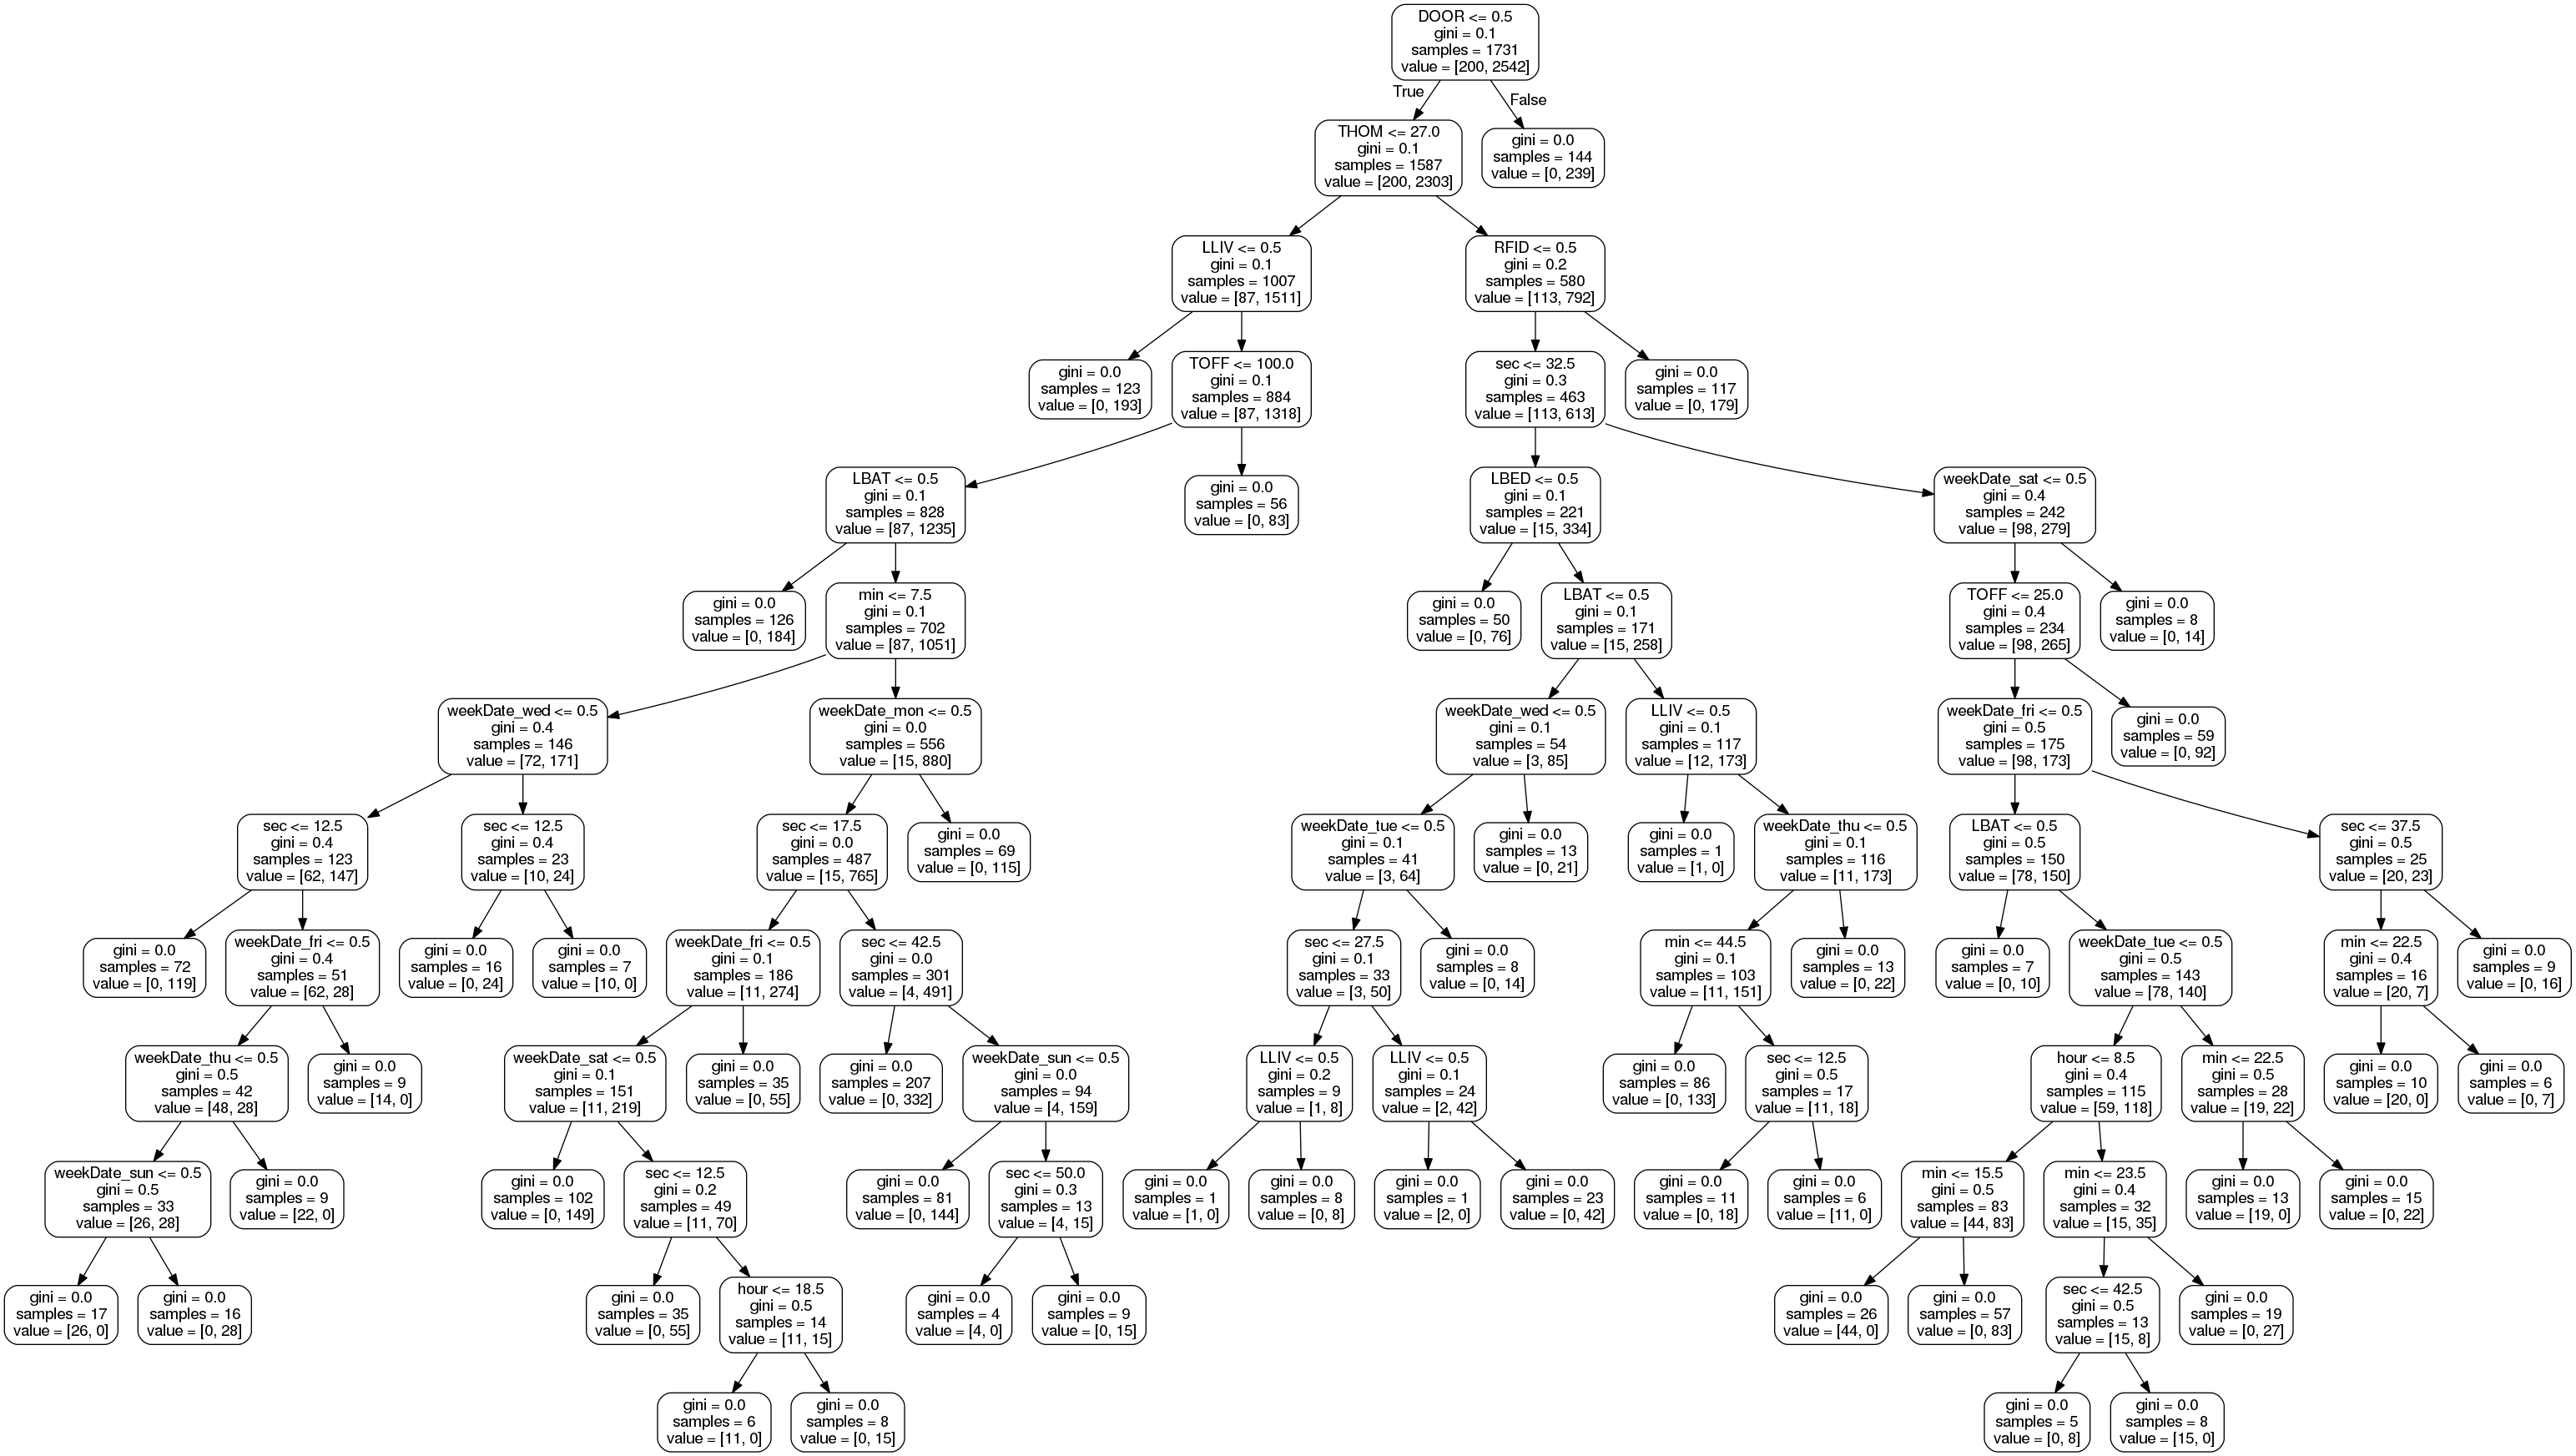 DOOR <= 0.5
gini = 0.1
samples = 1731
value = [200, 2542]
True
False
THOM <= 27.0
gini = 0.1
samples = 1587
value = [200, 2303]
gini = 0.0
samples = 144
value = [0, 239]
LLIV <= 0.5
gini = 0.1
samples = 1007
value = [87, 1511]
RFID <= 0.5
gini = 0.2
samples = 580
value = [113, 792]
gini = 0.0
samples = 123
value = [0, 193]
TOFF <= 100.0
gini = 0.1
samples = 884
value = [87, 1318]
sec <= 32.5
gini = 0.3
samples = 463
value = [113, 613]
gini = 0.0
samples = 117
value = [0, 179]
LBAT <= 0.5
gini = 0.1
samples = 828
value = [87, 1235]
gini = 0.0
samples = 56
value = [0, 83]
LBED <= 0.5
gini = 0.1
samples = 221
value = [15, 334]
weekDate_sat <= 0.5
gini = 0.4
samples = 242
value = [98, 279]
gini = 0.0
samples = 126
value = [0, 184]
min <= 7.5
gini = 0.1
samples = 702
value = [87, 1051]
gini = 0.0
samples = 50
value = [0, 76]
LBAT <= 0.5
gini = 0.1
samples = 171
value = [15, 258]
TOFF <= 25.0
gini = 0.4
samples = 234
value = [98, 265]
gini = 0.0
samples = 8
value = [0, 14]
weekDate_wed <= 0.5
gini = 0.4
samples = 146
value = [72, 171]
weekDate_mon <= 0.5
gini = 0.0
samples = 556
value = [15, 880]
weekDate_wed <= 0.5
gini = 0.1
samples = 54
value = [3, 85]
LLIV <= 0.5
gini = 0.1
samples = 117
value = [12, 173]
weekDate_fri <= 0.5
gini = 0.5
samples = 175
value = [98, 173]
gini = 0.0
samples = 59
value = [0, 92]
sec <= 12.5
gini = 0.4
samples = 123
value = [62, 147]
sec <= 12.5
gini = 0.4
samples = 23
value = [10, 24]
sec <= 17.5
gini = 0.0
samples = 487
value = [15, 765]
gini = 0.0
samples = 69
value = [0, 115]
weekDate_tue <= 0.5
gini = 0.1
samples = 41
value = [3, 64]
gini = 0.0
samples = 13
value = [0, 21]
gini = 0.0
samples = 1
value = [1, 0]
weekDate_thu <= 0.5
gini = 0.1
samples = 116
value = [11, 173]
LBAT <= 0.5
gini = 0.5
samples = 150
value = [78, 150]
sec <= 37.5
gini = 0.5
samples = 25
value = [20, 23]
gini = 0.0
samples = 72
value = [0, 119]
weekDate_fri <= 0.5
gini = 0.4
samples = 51
value = [62, 28]
gini = 0.0
samples = 16
value = [0, 24]
gini = 0.0
samples = 7
value = [10, 0]
weekDate_fri <= 0.5
gini = 0.1
samples = 186
value = [11, 274]
sec <= 42.5
gini = 0.0
samples = 301
value = [4, 491]
sec <= 27.5
gini = 0.1
samples = 33
value = [3, 50]
gini = 0.0
samples = 8
value = [0, 14]
min <= 44.5
gini = 0.1
samples = 103
value = [11, 151]
gini = 0.0
samples = 13
value = [0, 22]
gini = 0.0
samples = 7
value = [0, 10]
weekDate_tue <= 0.5
gini = 0.5
samples = 143
value = [78, 140]
min <= 22.5
gini = 0.4
samples = 16
value = [20, 7]
gini = 0.0
samples = 9
value = [0, 16]
weekDate_thu <= 0.5
gini = 0.5
samples = 42
value = [48, 28]
gini = 0.0
samples = 9
value = [14, 0]
weekDate_sat <= 0.5
gini = 0.1
samples = 151
value = [11, 219]
gini = 0.0
samples = 35
value = [0, 55]
gini = 0.0
samples = 207
value = [0, 332]
weekDate_sun <= 0.5
gini = 0.0
samples = 94
value = [4, 159]
LLIV <= 0.5
gini = 0.2
samples = 9
value = [1, 8]
LLIV <= 0.5
gini = 0.1
samples = 24
value = [2, 42]
gini = 0.0
samples = 86
value = [0, 133]
sec <= 12.5
gini = 0.5
samples = 17
value = [11, 18]
hour <= 8.5
gini = 0.4
samples = 115
value = [59, 118]
min <= 22.5
gini = 0.5
samples = 28
value = [19, 22]
gini = 0.0
samples = 10
value = [20, 0]
gini = 0.0
samples = 6
value = [0, 7]
weekDate_sun <= 0.5
gini = 0.5
samples = 33
value = [26, 28]
gini = 0.0
samples = 9
value = [22, 0]
gini = 0.0
samples = 102
value = [0, 149]
sec <= 12.5
gini = 0.2
samples = 49
value = [11, 70]
gini = 0.0
samples = 81
value = [0, 144]
sec <= 50.0
gini = 0.3
samples = 13
value = [4, 15]
gini = 0.0
samples = 1
value = [1, 0]
gini = 0.0
samples = 8
value = [0, 8]
gini = 0.0
samples = 1
value = [2, 0]
gini = 0.0
samples = 23
value = [0, 42]
gini = 0.0
samples = 11
value = [0, 18]
gini = 0.0
samples = 6
value = [11, 0]
min <= 15.5
gini = 0.5
samples = 83
value = [44, 83]
min <= 23.5
gini = 0.4
samples = 32
value = [15, 35]
gini = 0.0
samples = 13
value = [19, 0]
gini = 0.0
samples = 15
value = [0, 22]
gini = 0.0
samples = 17
value = [26, 0]
gini = 0.0
samples = 16
value = [0, 28]
gini = 0.0
samples = 35
value = [0, 55]
hour <= 18.5
gini = 0.5
samples = 14
value = [11, 15]
gini = 0.0
samples = 4
value = [4, 0]
gini = 0.0
samples = 9
value = [0, 15]
gini = 0.0
samples = 26
value = [44, 0]
gini = 0.0
samples = 57
value = [0, 83]
sec <= 42.5
gini = 0.5
samples = 13
value = [15, 8]
gini = 0.0
samples = 19
value = [0, 27]
gini = 0.0
samples = 6
value = [11, 0]
gini = 0.0
samples = 8
value = [0, 15]
gini = 0.0
samples = 5
value = [0, 8]
gini = 0.0
samples = 8
value = [15, 0]